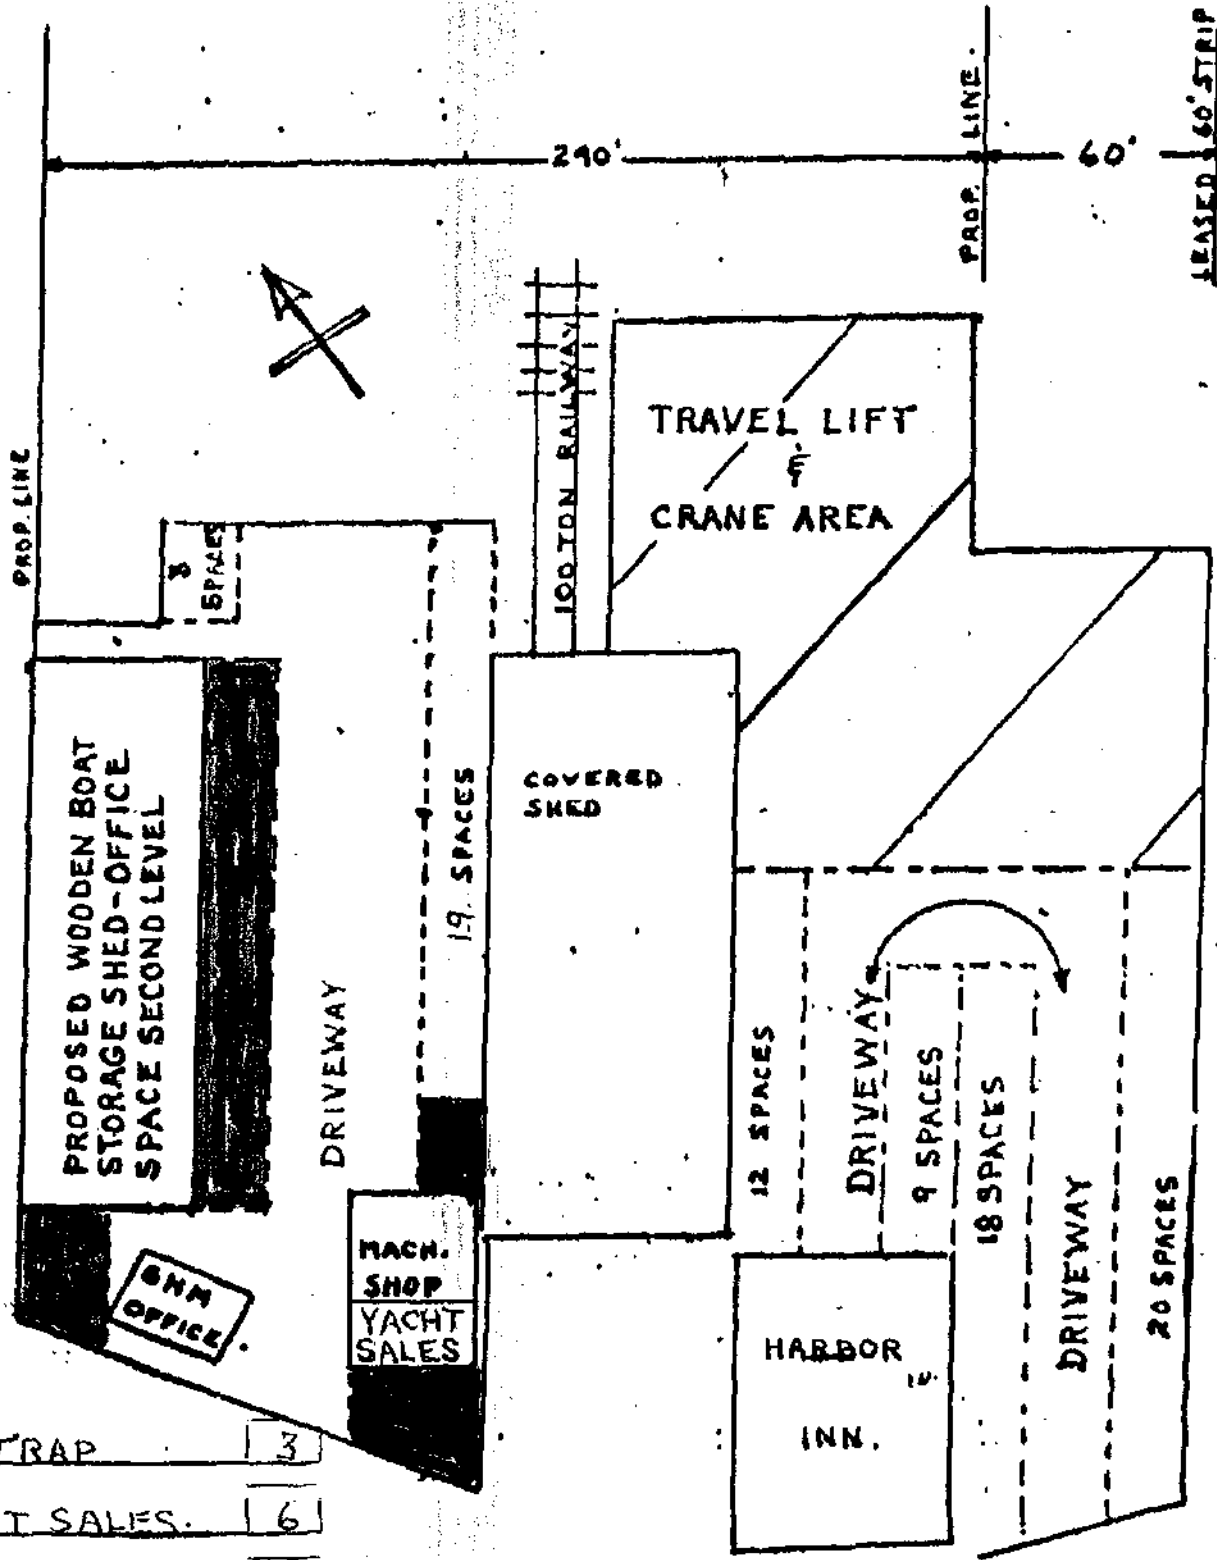 LEASED 60' STRIP
PROP. LINE.
240'
60'
PROP. LINE
100 TON RAILWAY
TRAVEL LIFT
&
CRANE AREA
SPACES
PROPOSED WOODEN BOAT
STORAGE SHED-OFFICE
SPACE SECOND LEVEL
DRIVEWAY
19 SPACES
COVERED
SHED
12 SPACES
DRIVEWAY
9 SPACES
18 SPACES
DRIVEWAY
20 SPACES
OFFICE
MACH.
SHOP
YACHT
SALES
HARBOR
INN.
TRAP 3
T SALES. 6